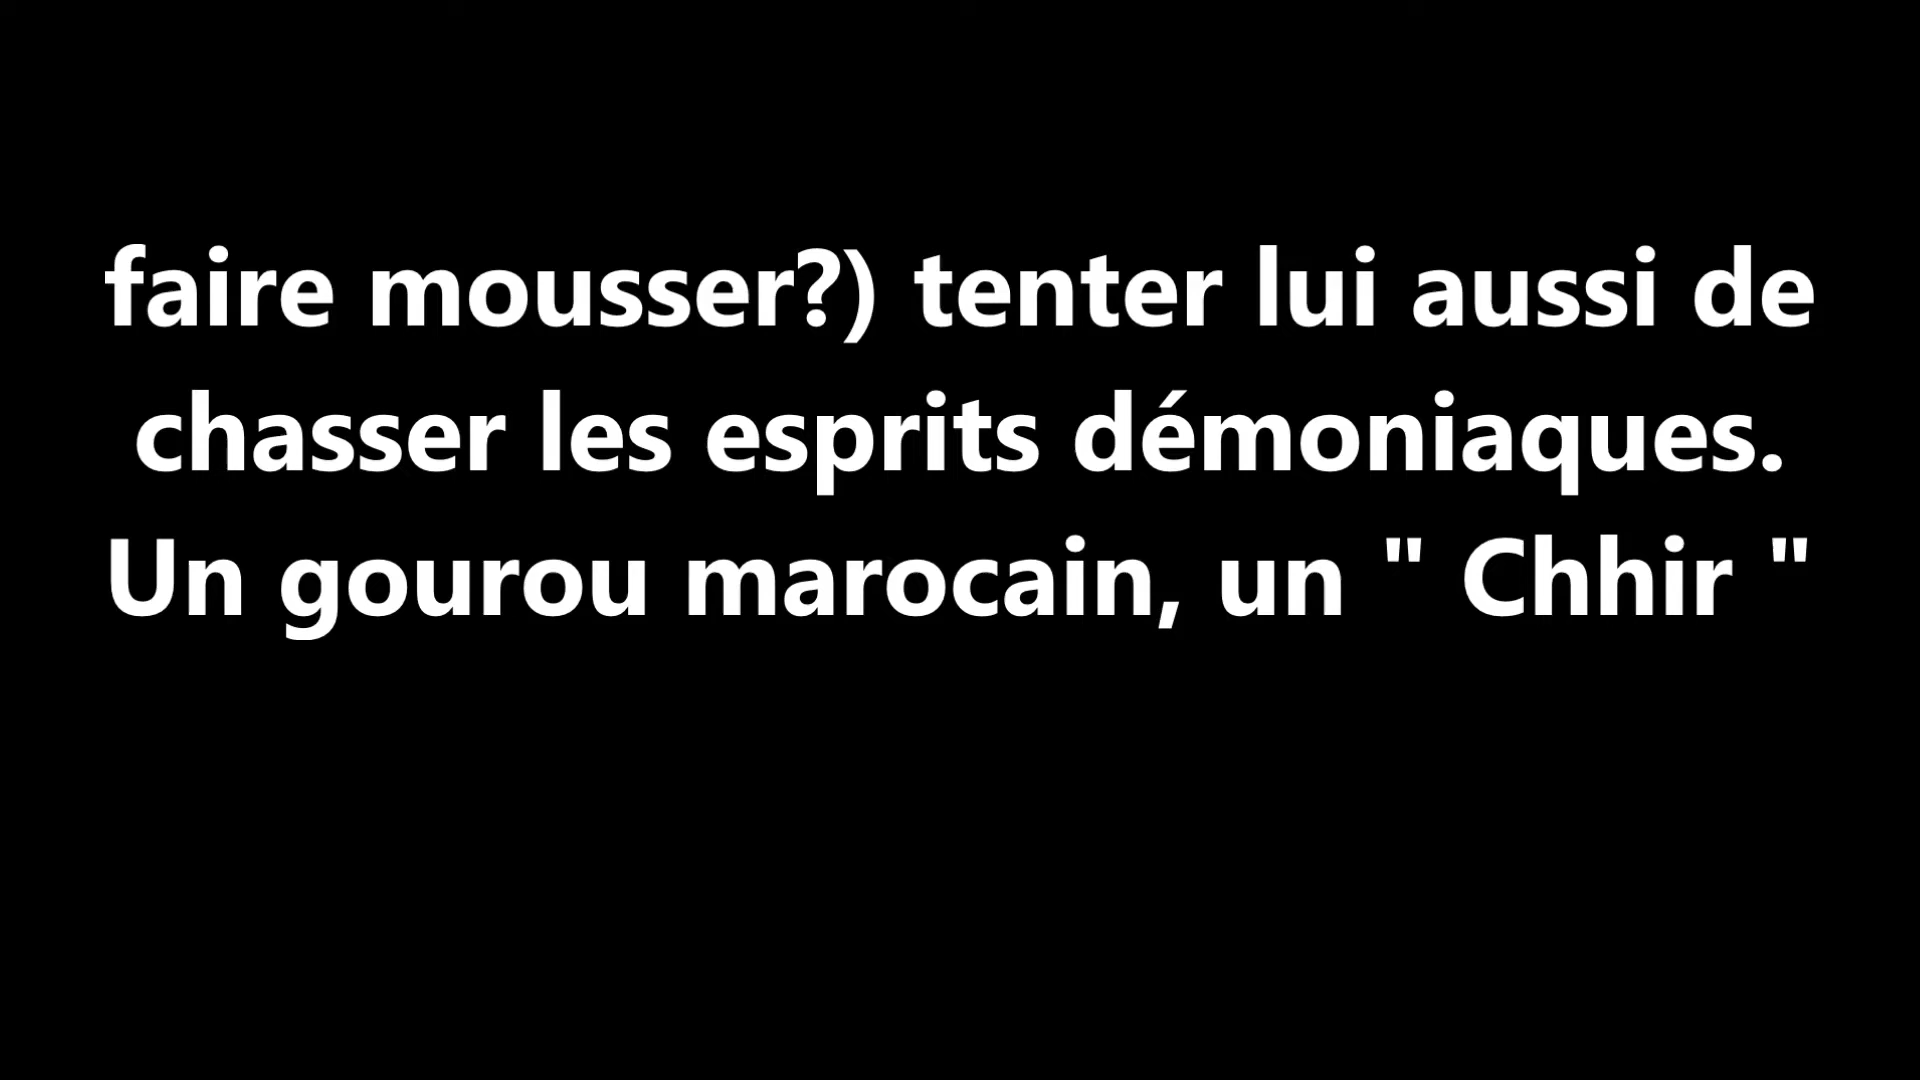 faire mousser?) tenter lui aussi de
chasser les esprits démoniaques.
Un gourou marocain, un " Chhir "